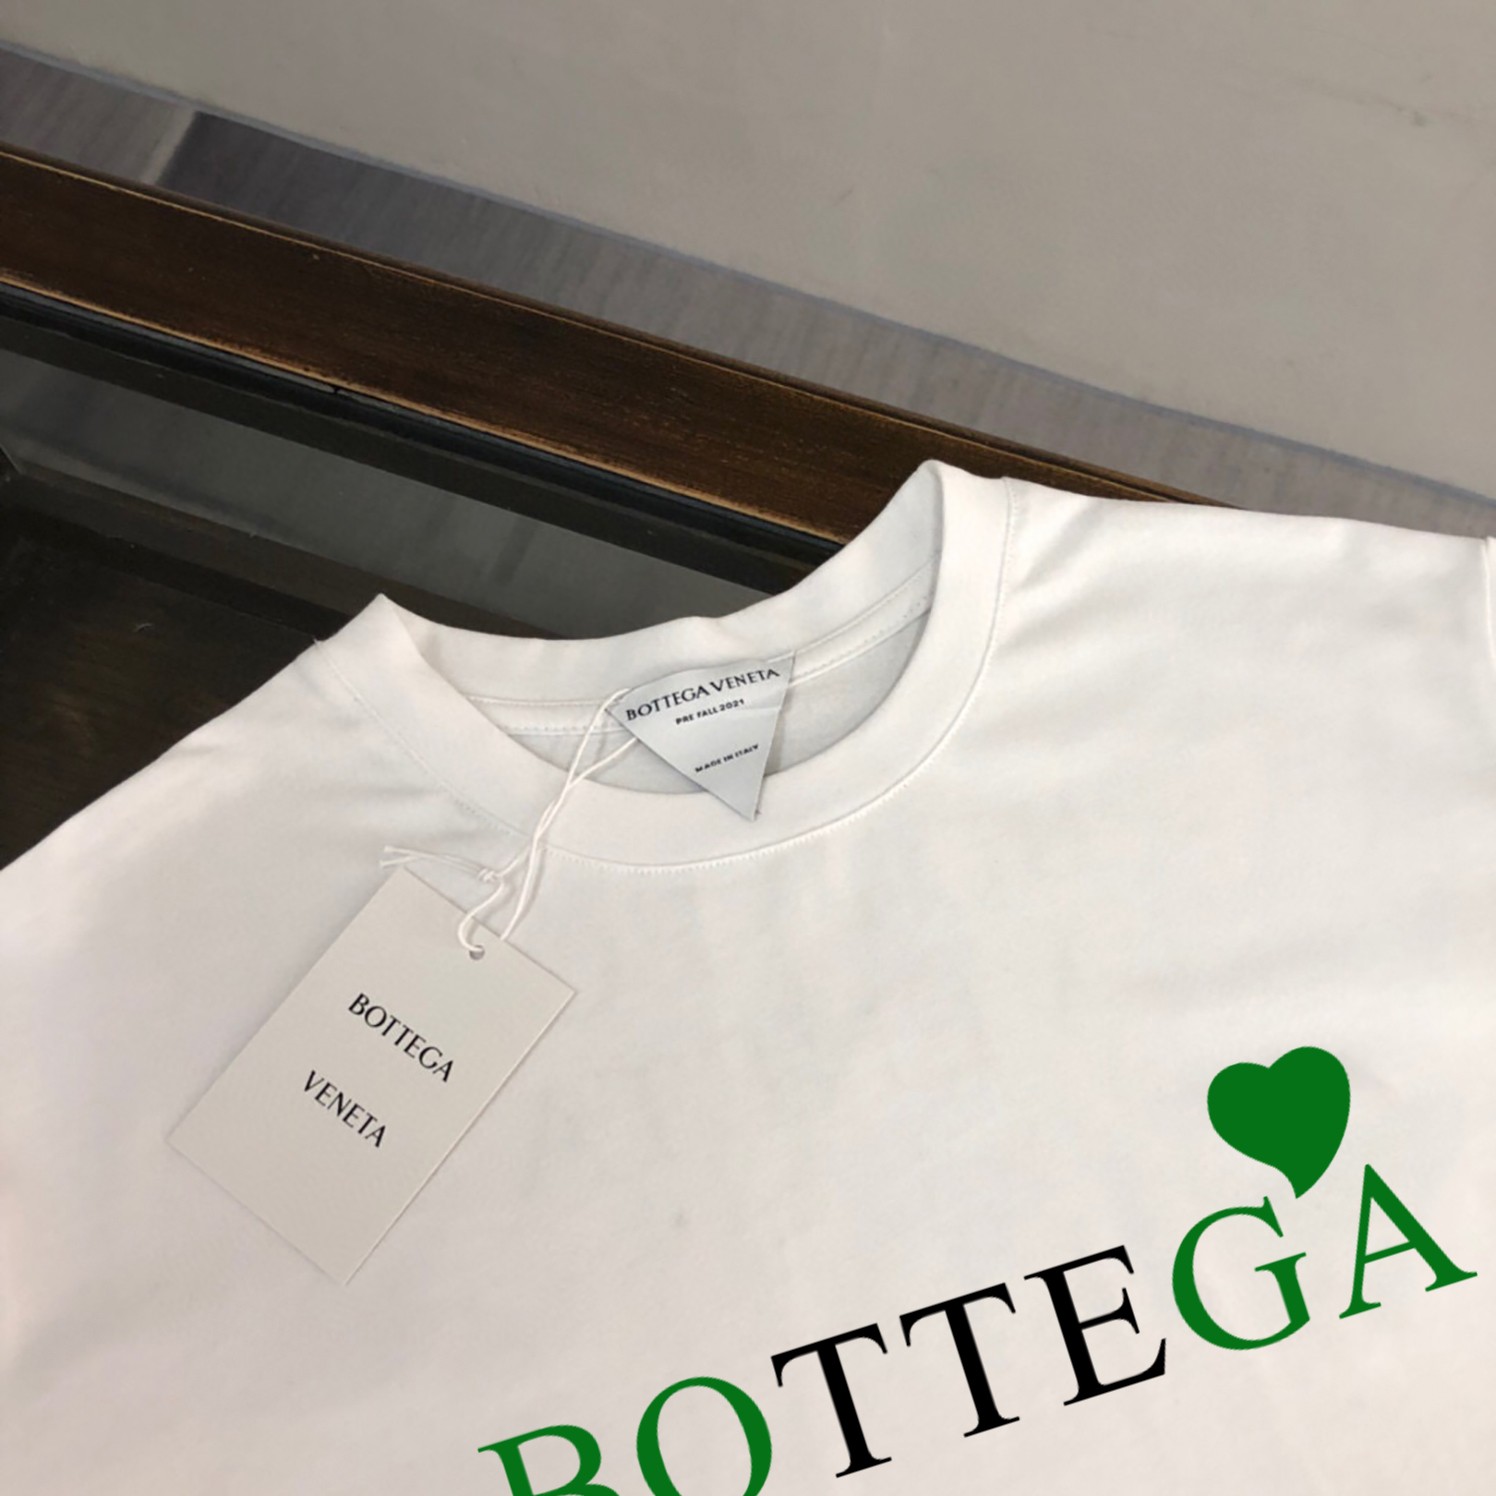 BOTTEGA VENETA
PRE FALL 2021
MADE IN ITALY
BOTTEGA
VENETA
BOTTEGA